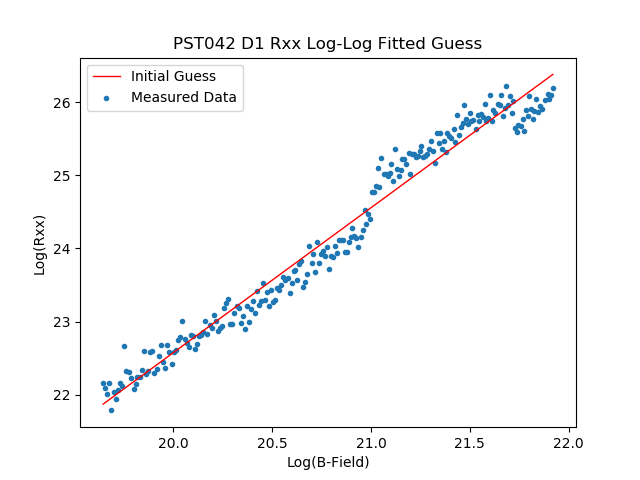 PST042 D1 Rxx Log-Log Fitted Guess
Initial Guess
Measured Data
Log(Rxx)
26
25
24
23
22
20.0 20.5 21.0 21.5 22.0
Log(B-Field)